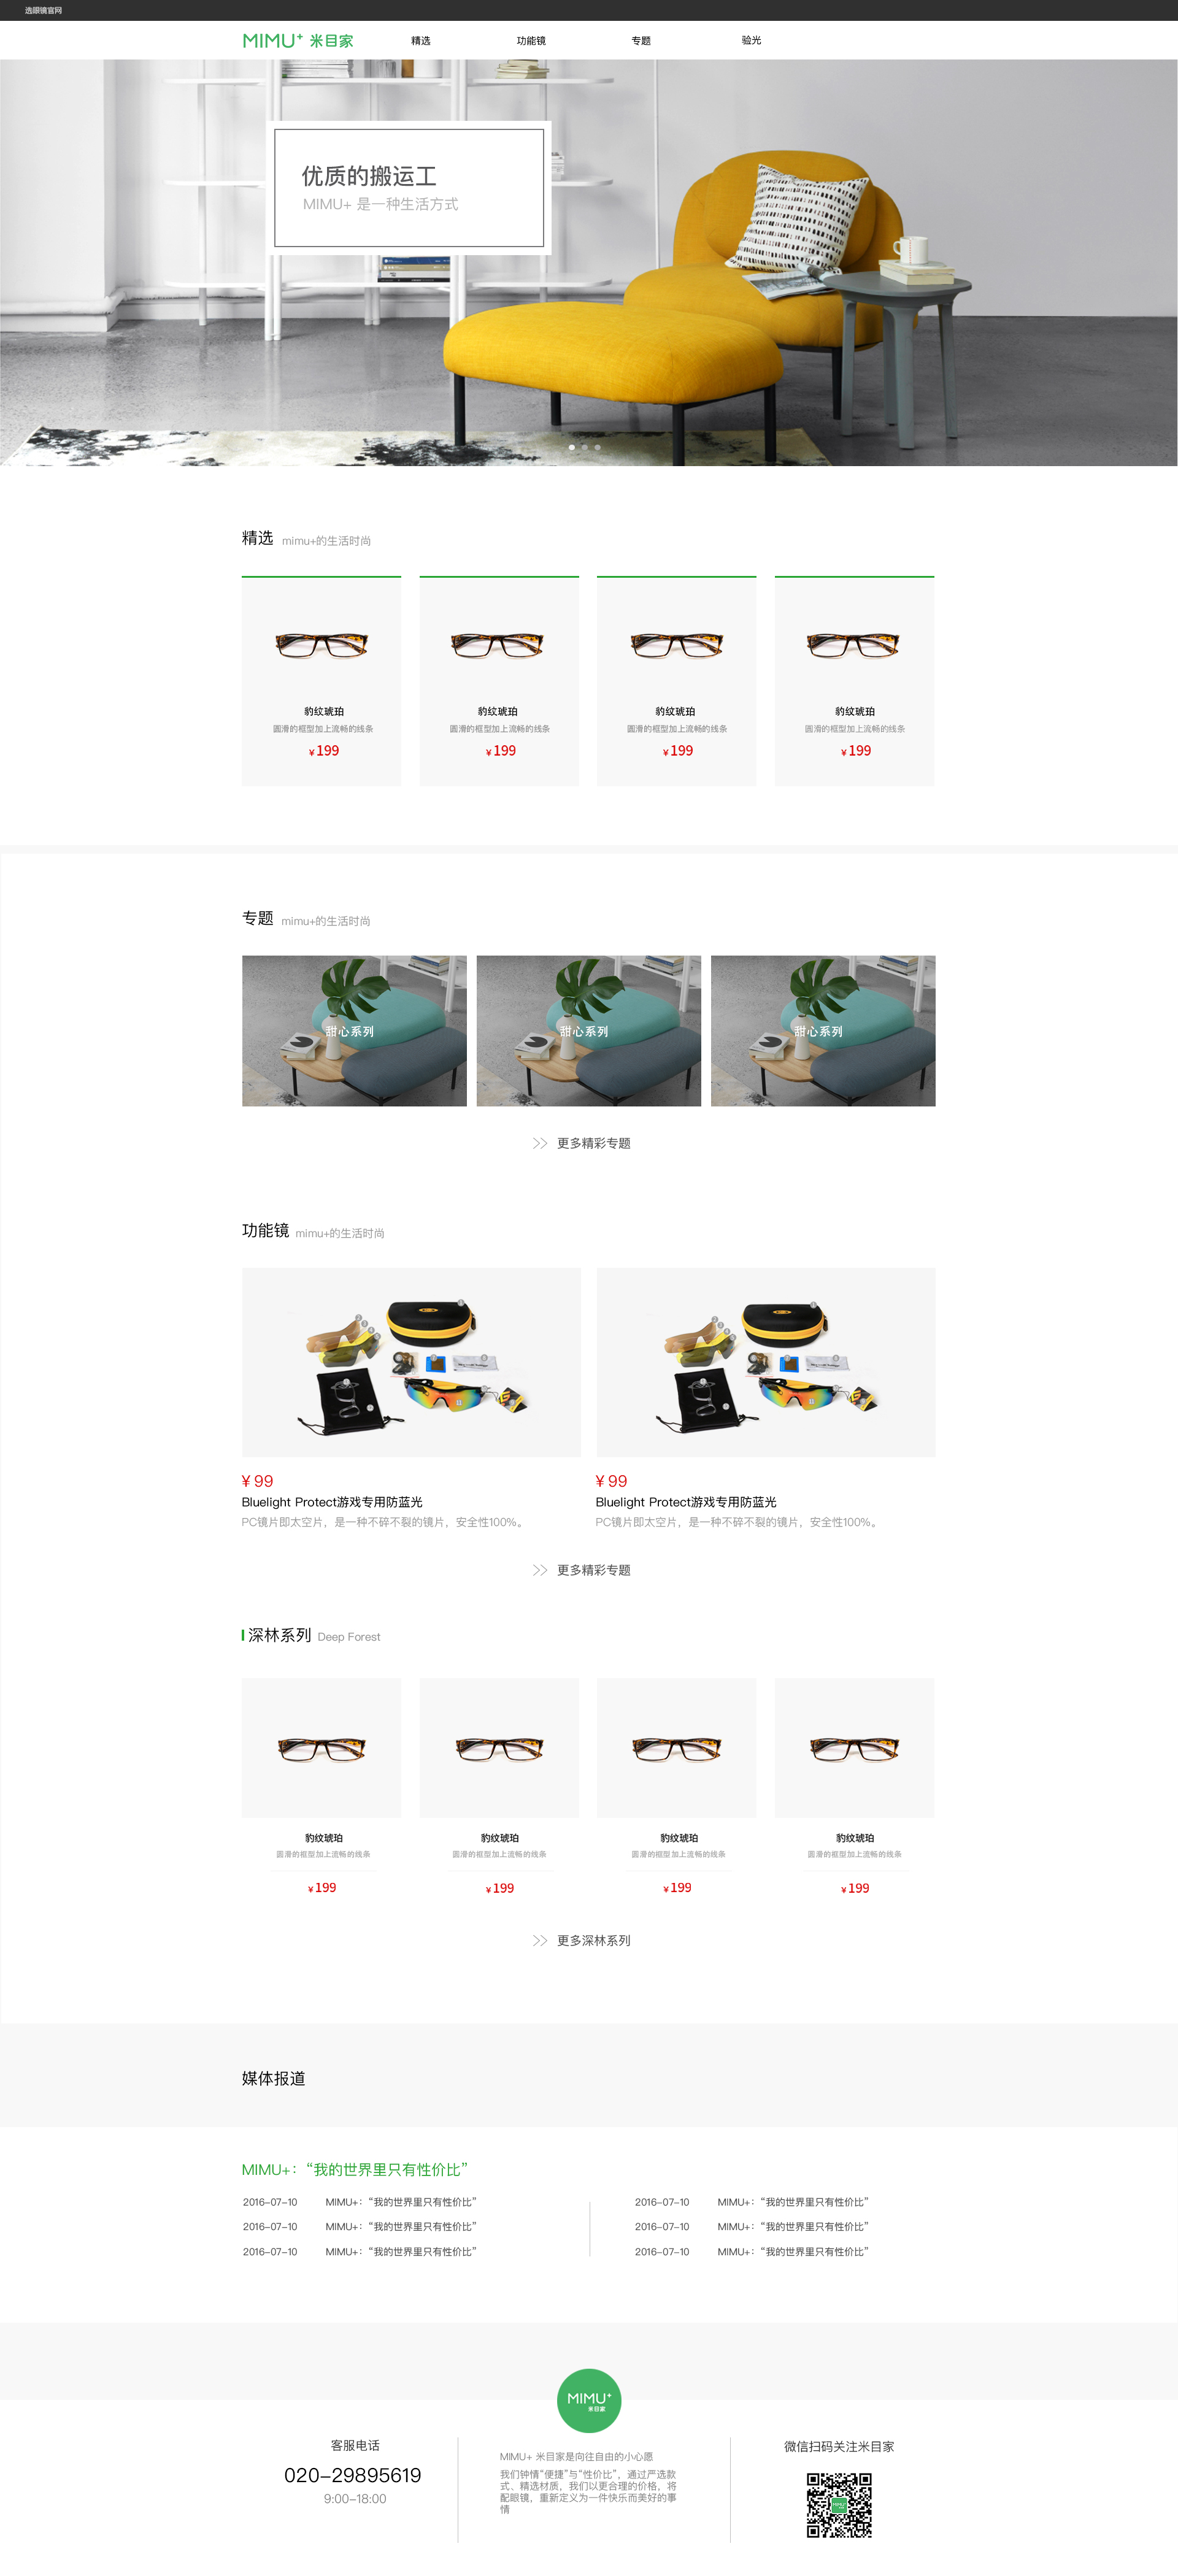 选眼镜官网
MIMU+ 米目家 精选 功能镜 专题 验光
优质的搬运工
MIMU+ 是一种生活方式
精选 mimu+的生活时尚
豹纹琥珀 豹纹琥珀 豹纹琥珀 豹纹琥珀
圆滑的框型加上流畅的线条 圆滑的框型加上流畅的线条 圆滑的框型加上流畅的线条 圆滑的框型加上流畅的线条
¥199 ¥199 ¥199 ¥199
专题 mimu+的生活时尚
甜心系列 甜心系列 甜心系列
更多精彩专题
功能镜 mimu+的生活时尚
¥99 ¥99
Bluelight Protect游戏专用防蓝光 Bluelight Protect游戏专用防蓝光
PC镜片即太空片，是一种不碎不裂的镜片，安全性100%。 PC镜片即太空片，是一种不碎不裂的镜片，安全性100%。
更多精彩专题
深林系列 Deep Forest
豹纹琥珀 豹纹琥珀 豹纹琥珀 豹纹琥珀
圆滑的框型加上流畅的线条 圆滑的框型加上流畅的线条 圆滑的框型加上流畅的线条 圆滑的框型加上流畅的线条
¥199 ¥199 ¥199 ¥199
更多深林系列
媒体报道
MIMU+：“我的世界里只有性价比”
2016-07-10 MIMU+：“我的世界里只有性价比” 2016-07-10 MIMU+：“我的世界里只有性价比”
2016-07-10 MIMU+：“我的世界里只有性价比” 2016-07-10 MIMU+：“我的世界里只有性价比”
2016-07-10 MIMU+：“我的世界里只有性价比” 2016-07-10 MIMU+：“我的世界里只有性价比”
MIMU+
米目家
客服电话
020-29895619
9:00-18:00
MIMU+ 米目家是向往自由的小心愿
我们钟情“便捷”与“性价比”，通过严选款
式、精选材质，我们以更合理的价格，将
配眼镜，重新定义为一件快乐而美好的事
情
微信扫码关注米目家